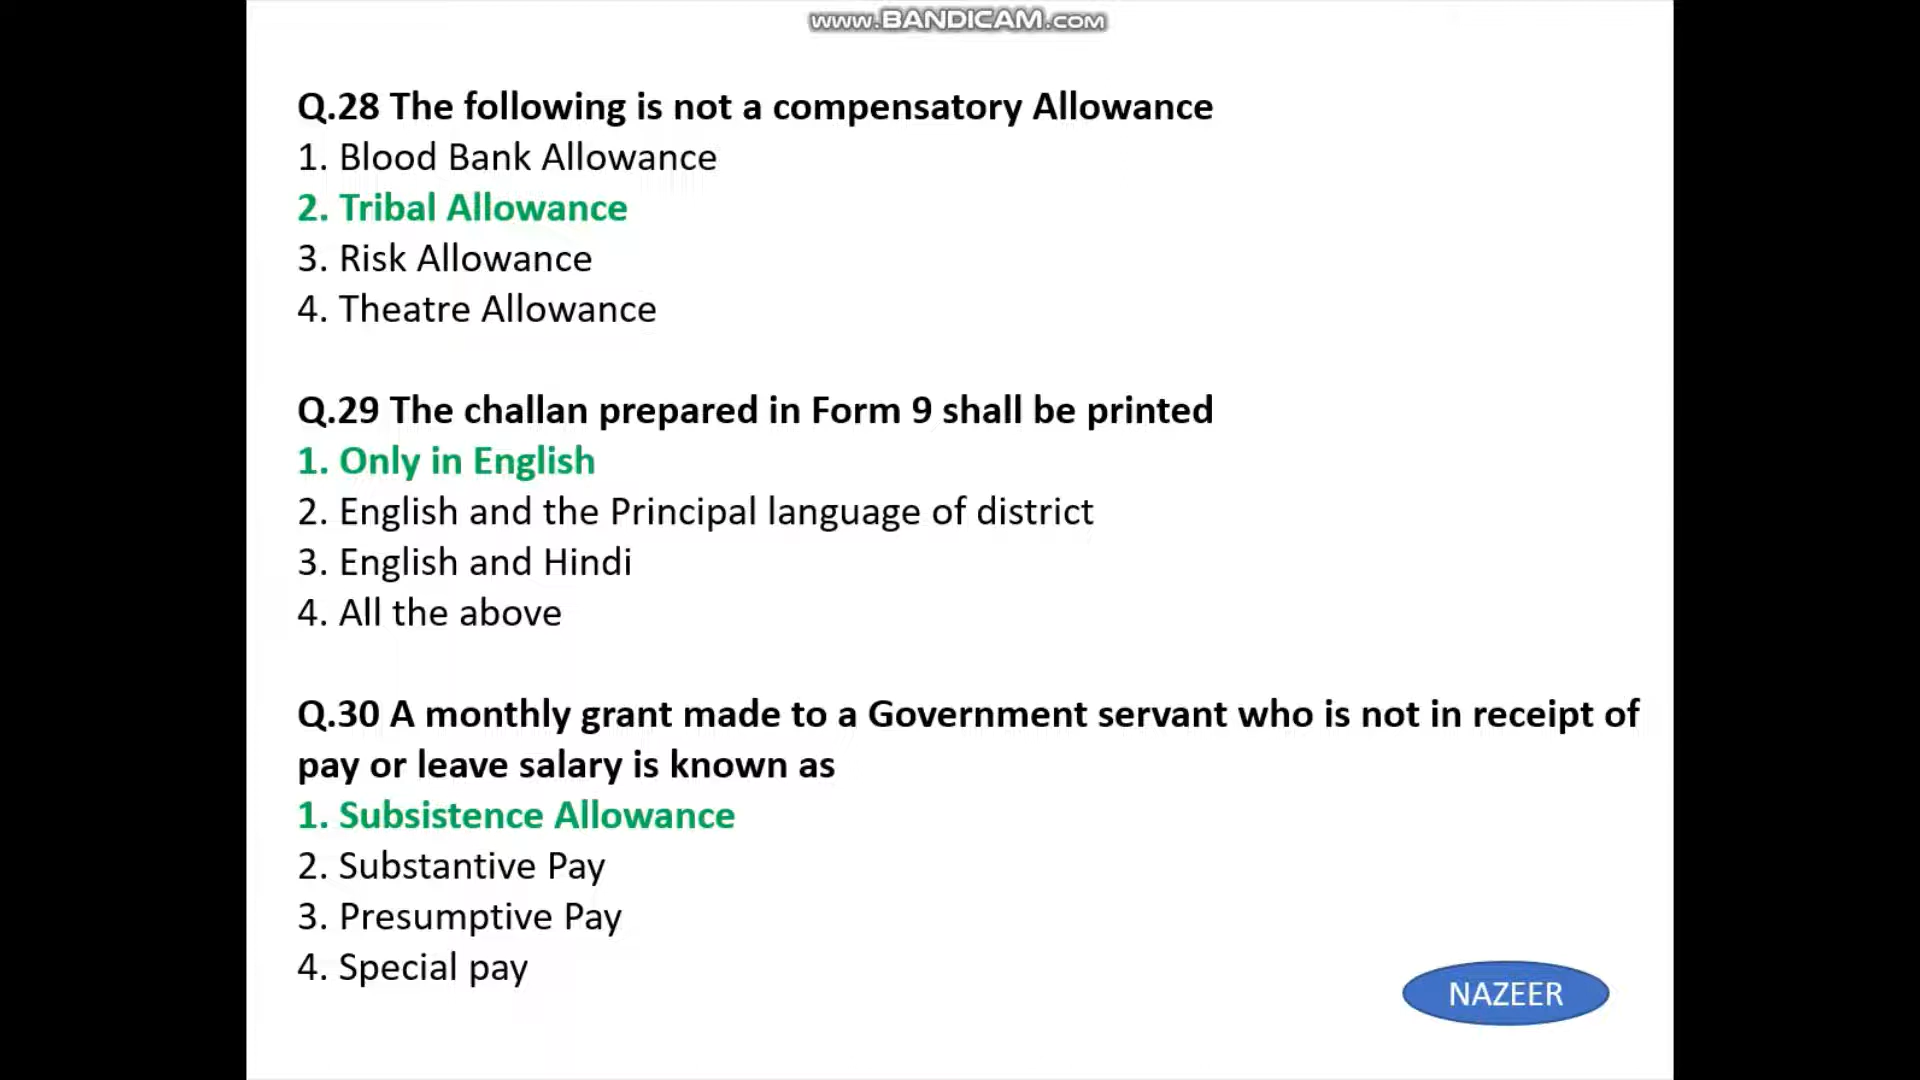 www.BANDICAM.com
Q.28 The following is not a compensatory Allowance
1. Blood Bank Allowance
2. Tribal Allowance
3. Risk Allowance
4. Theatre Allowance
Q.29 The challan prepared in Form 9 shall be printed
1. Only in English
2. English and the Principal language of district
3. English and Hindi
4. All the above
Q.30 A monthly grant made to a Government servant who is not in receipt of
pay or leave salary is known as
1. Subsistence Allowance
2. Substantive Pay
3. Presumptive Pay
4. Special pay
NAZEER